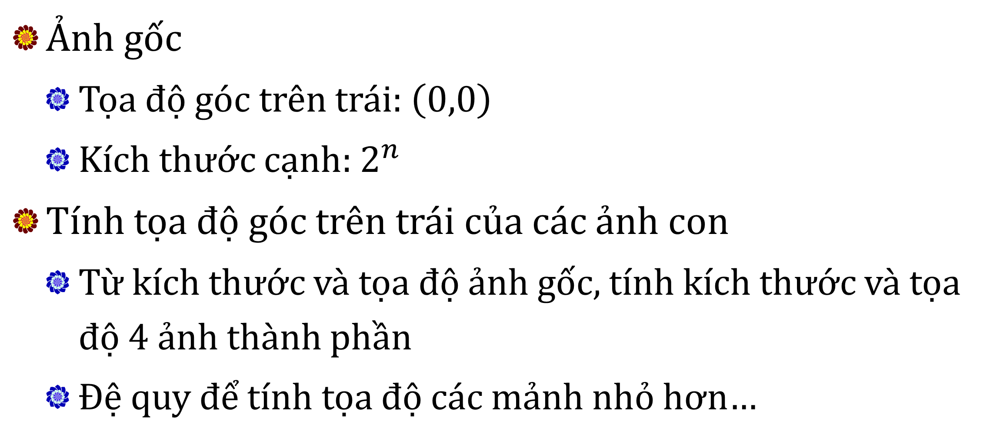 Ảnh gốc
Tọa độ góc trên trái: (0,0)
Kích thước cạnh: 2ⁿ
Tính tọa độ góc trên trái của các ảnh con
Từ kích thước và tọa độ ảnh gốc, tính kích thước và tọa
độ 4 ảnh thành phần
Đệ quy để tính tọa độ các mảnh nhỏ hơn…